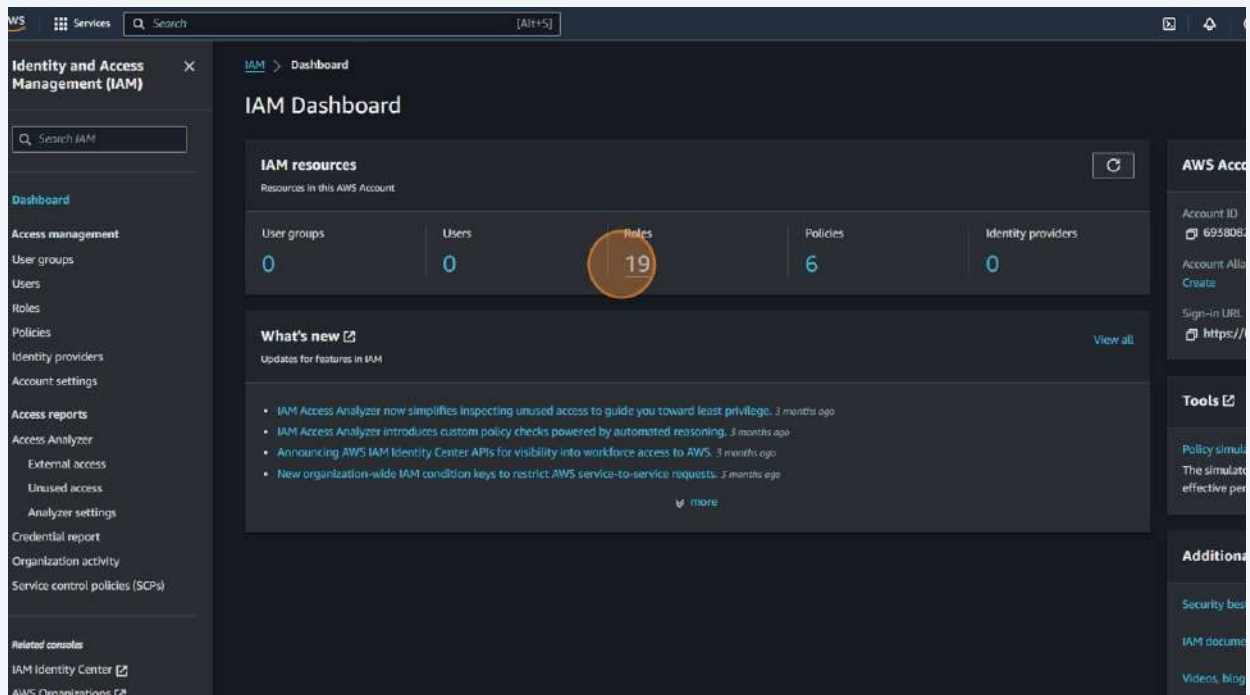 WS Services Search [Alt+S]
Identity and Access Management (IAM)
Search IAM
Dashboard
Access management
User groups
Users
Roles
Policies
Identity providers
Account settings
Access reports
Access Analyzer
External access
Unused access
Analyzer settings
Credential report
Organization activity
Service control policies (SCPs)
Related consoles
IAM Identity Center
AWS Organizations
IAM > Dashboard
IAM Dashboard
IAM resources
Resources in this AWS Account
User groups Users Roles Policies Identity providers
0 0 19 6 0
What's new
View all
Updates for features in IAM
IAM Access Analyzer now simplifies inspecting unused access to guide you toward least privilege. 3 months ago
IAM Access Analyzer introduces custom policy checks powered by automated reasoning. 3 months ago
Announcing AWS IAM Identity Center APIs for visibility into workforce access to AWS. 3 months ago
New organization-wide IAM condition keys to restrict AWS service-to-service requests. 3 months ago
more
AWS Acco
Account ID
693808
Account Alia
Create
Sign-in URL
https://
Tools
Policy simula
The simulato
effective per
Additiona
Security bes
IAM docume
Videos, blog